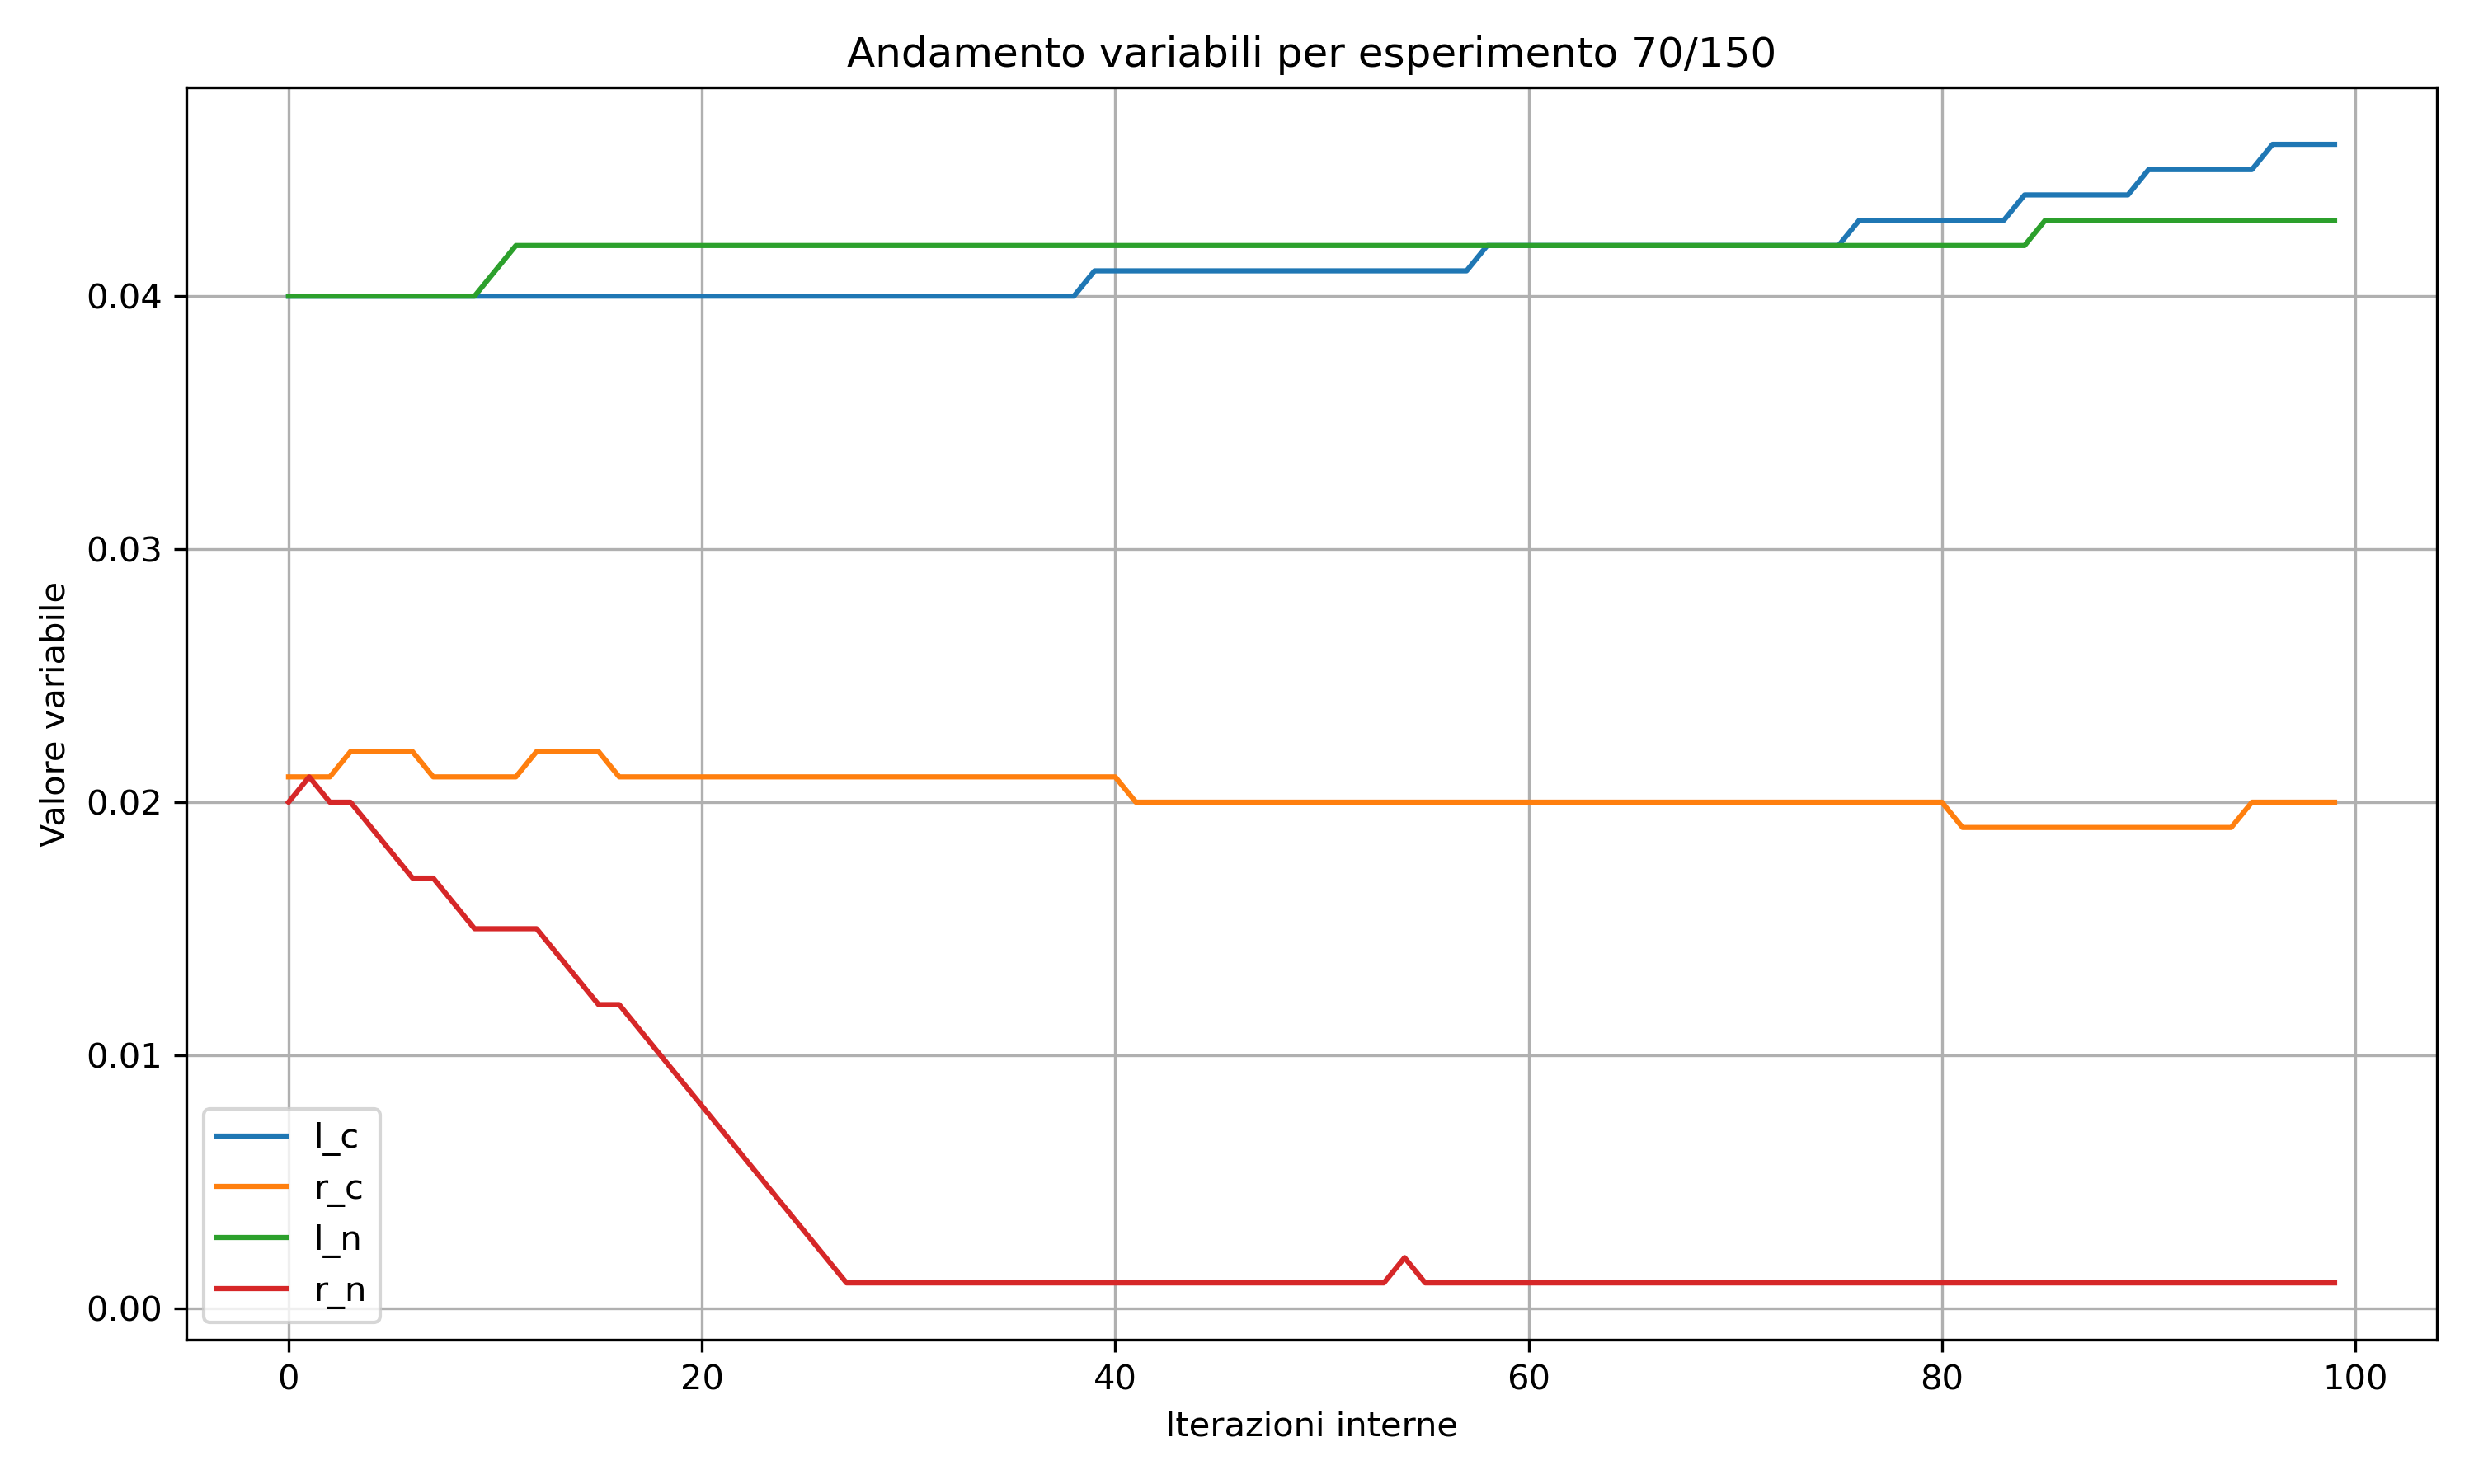 Andamento variabili per esperimento 70/150
Valore variabile
0.04
0.03
0.02
0.01
0.00
l_c
r_c
l_n
r_n
0 20 40 60 80 100
Iterazioni interne